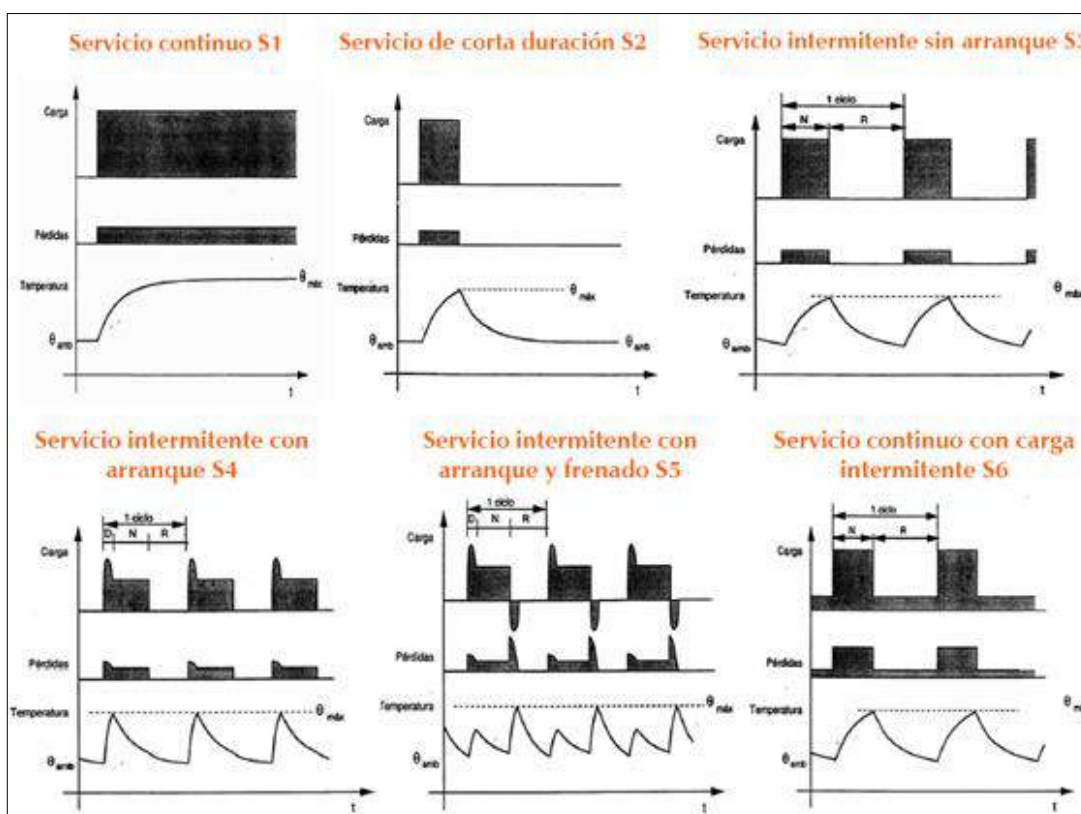 Servicio continuo S1
Carga
Pérdidas
Temperatura
θ máx
θ amb
t
Servicio de corta duración S2
Carga
Pérdidas
Temperatura
θ máx
θ amb
θ amb
t
Servicio intermitente sin arranque S3
1 ciclo
N R
Carga
Pérdidas
Temperatura
θ máx
θ amb
t
Servicio intermitente con
arranque S4
1 ciclo
D N R
Carga
Pérdidas
Temperatura
θ máx
θ amb
t
Servicio intermitente con
arranque y frenado S5
1 ciclo
D N R
Carga
Pérdidas
Temperatura
θ máx
θ amb
t
Servicio continuo con carga
intermitente S6
1 ciclo
N R
Carga
Pérdidas
Temperatura
θ amb
t